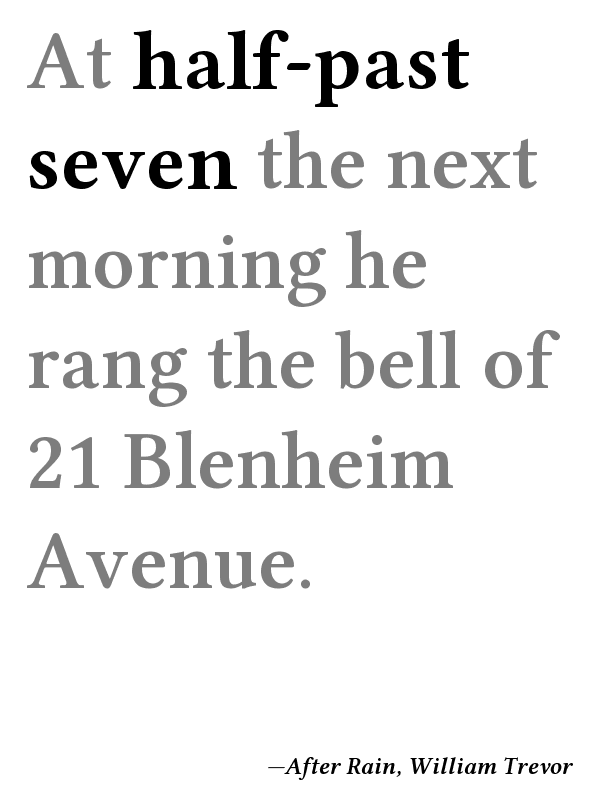 At half-past
seven the next
morning he
rang the bell of
21 Blenheim
Avenue.
—After Rain, William Trevor